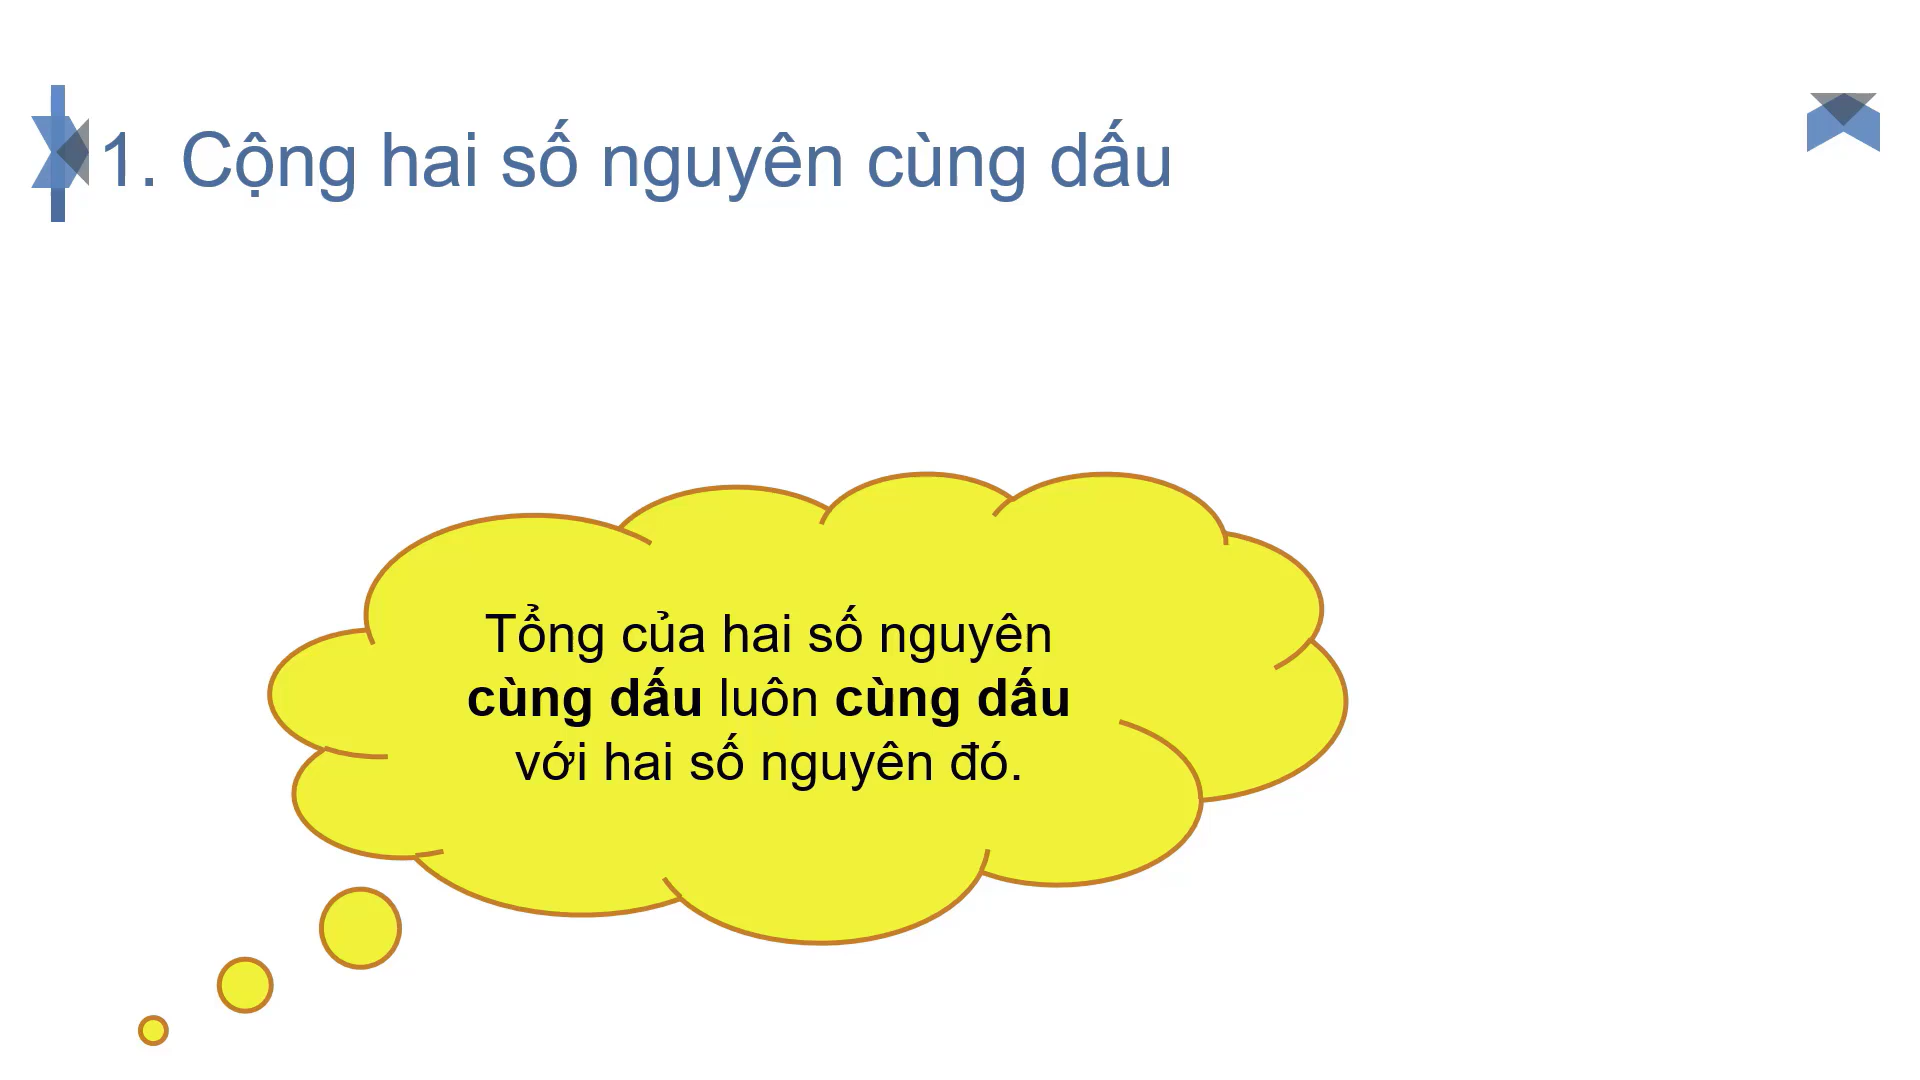 1. Cộng hai số nguyên cùng dấu
Tổng của hai số nguyên
cùng dấu luôn cùng dấu
với hai số nguyên đó.